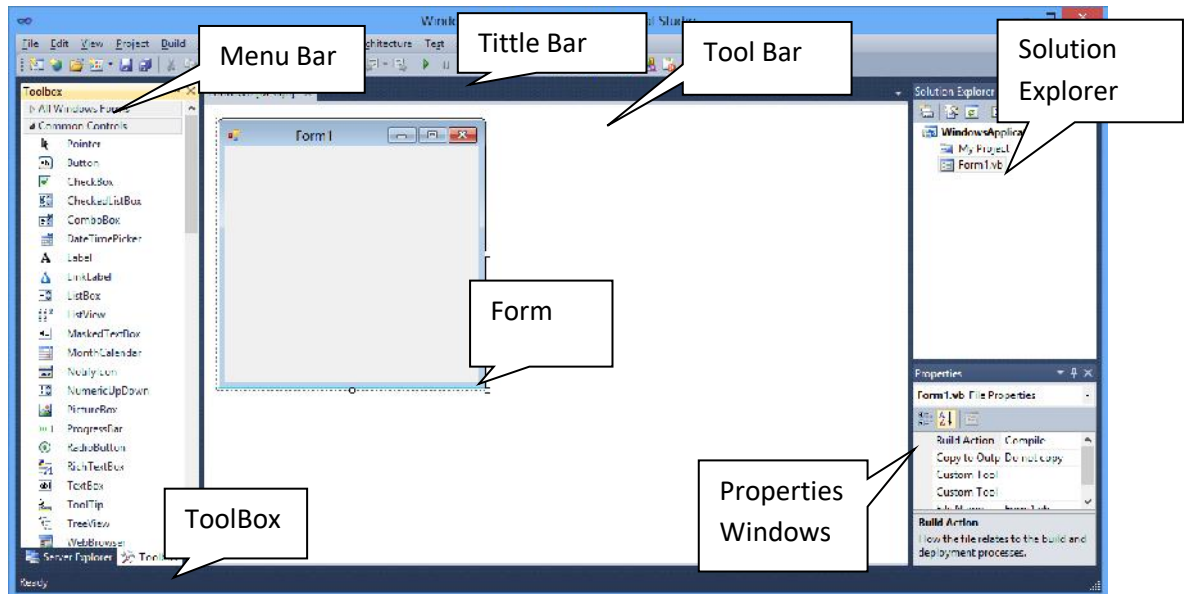 Menu Bar
Tittle Bar
Tool Bar
Solution
Explorer
File Edit View Project Build
Test
Toolbox
All Windows Forms
Common Controls
Pointer
Button
CheckBox
CheckedListBox
ComboBox
DateTimePicker
Label
LinkLabel
ListBox
ListView
MaskedTextBox
MonthCalendar
NotifyIcon
NumericUpDown
PictureBox
ProgressBar
RadioButton
RichTextBox
TextBox
ToolTip
TreeView
WebBrowser
Server Explorer
Ready
ToolBox
Form1
Form
Solution Explorer
My Project
Form1.vb
Properties
Form1.vb File Properties
Build Action Compile
Copy to Outp Do not copy
Custom Tool
Custom Tool
Build Action
How the file relates to the build and
deployment processes.
Properties
Windows